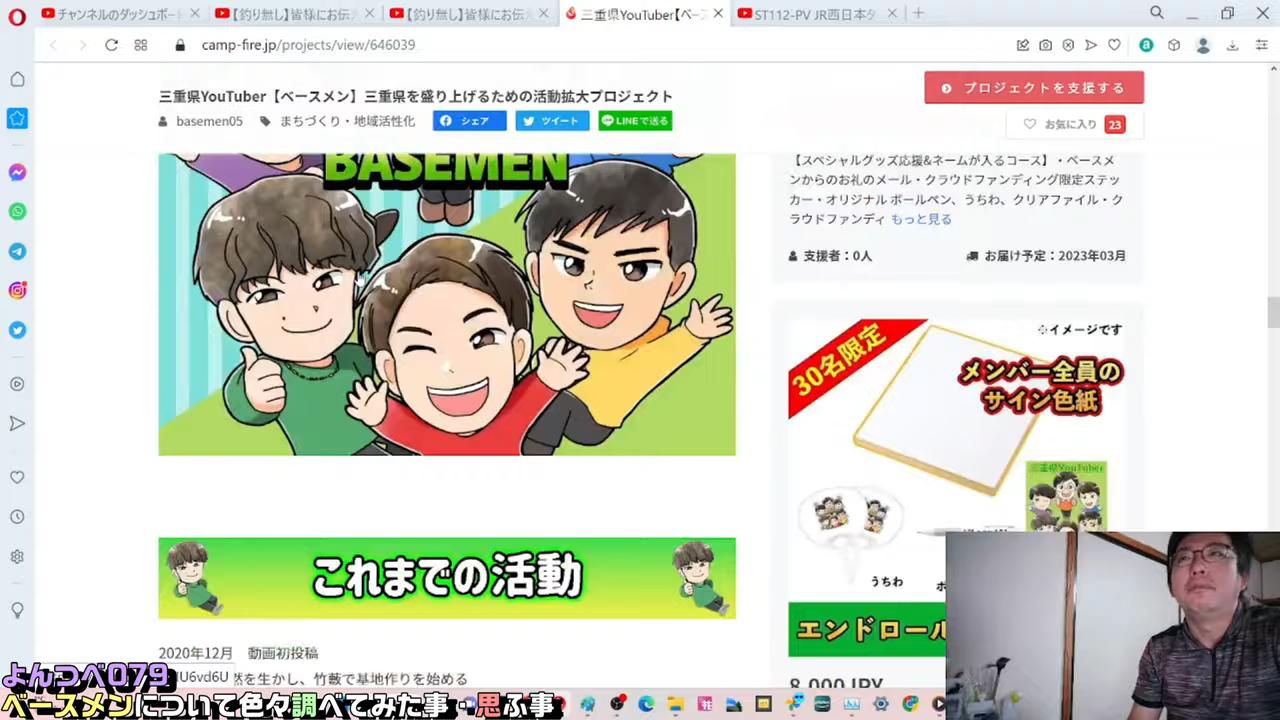 チャンネルのダッシュボード
【釣り無し】皆様にお伝え
【釣り無し】皆様にお伝え
三重県YouTuber【ベース
ST112-PV JR西日本タ
camp-fire.jp/projects/view/646039
三重県YouTuber【ベースメン】三重県を盛り上げるための活動拡大プロジェクト
basemen05
まちづくり・地域活性化
シェア
ツイート
LINEで送る
プロジェクトを支援する
お気に入り 23
BASEMEN
【スペシャルグッズ応援&ネームが入るコース】・ベースメ
ンからのお礼のメール・クラウドファンディング限定ステッ
カー・オリジナル ボールペン、うちわ、クリアファイル・ク
ラウドファンディ もっと見る
支援者：0人
お届け予定：2023年03月
30名限定
※イメージです
メンバー全員の
サイン色紙
三重県YouTuber
うちわ
エンドロール
8,000 JPY
これまでの活動
2020年12月 動画初投稿
然を生かし、竹藪で基地作りを始める
よんつべ079
ベースメンについて色々調べてみた事・思ふ事